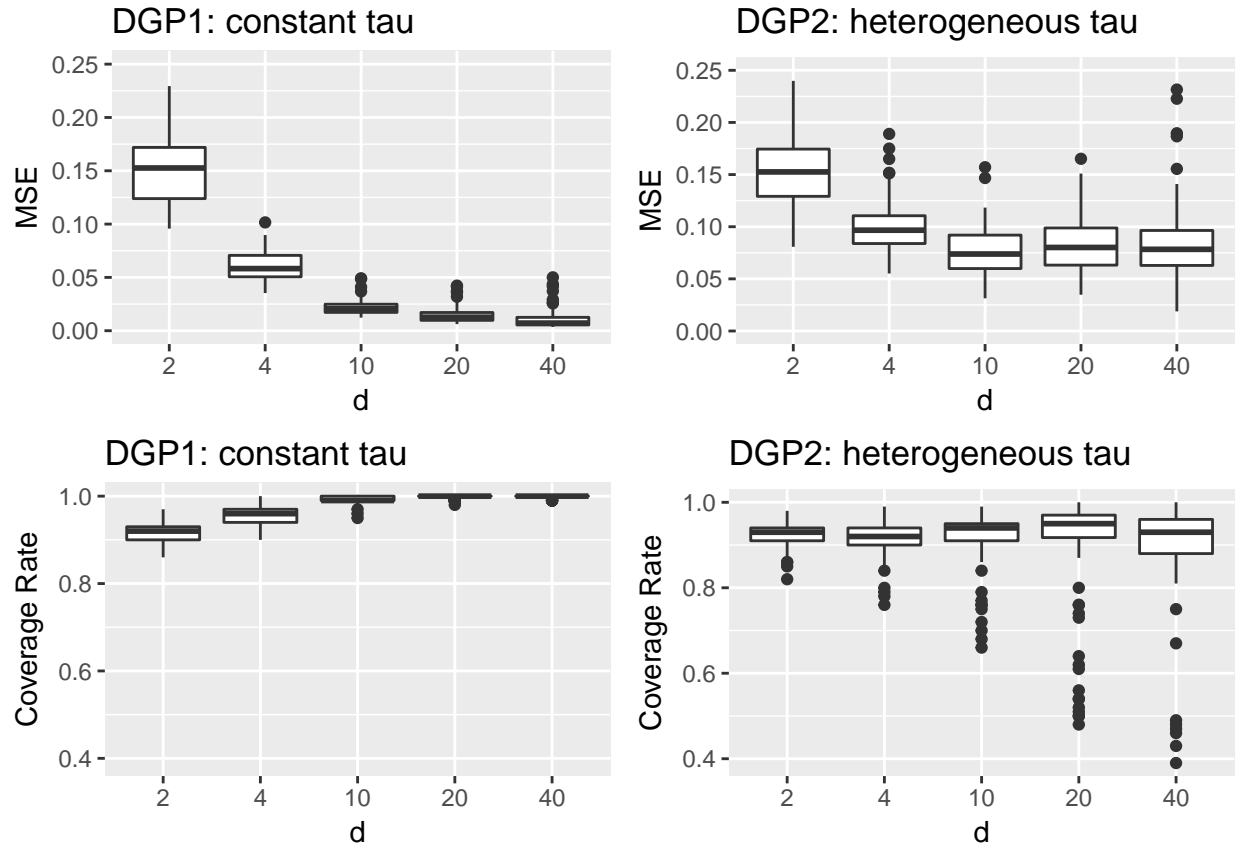 DGP1: constant tau
0.25
0.20
0.15
0.10
0.05
0.00
MSE
2 4 10 20 40
d
DGP2: heterogeneous tau
0.25
0.20
0.15
0.10
0.05
0.00
MSE
2 4 10 20 40
d
DGP1: constant tau
1.0
0.8
0.6
0.4
Coverage Rate
2 4 10 20 40
d
DGP2: heterogeneous tau
1.0
0.8
0.6
0.4
Coverage Rate
2 4 10 20 40
d